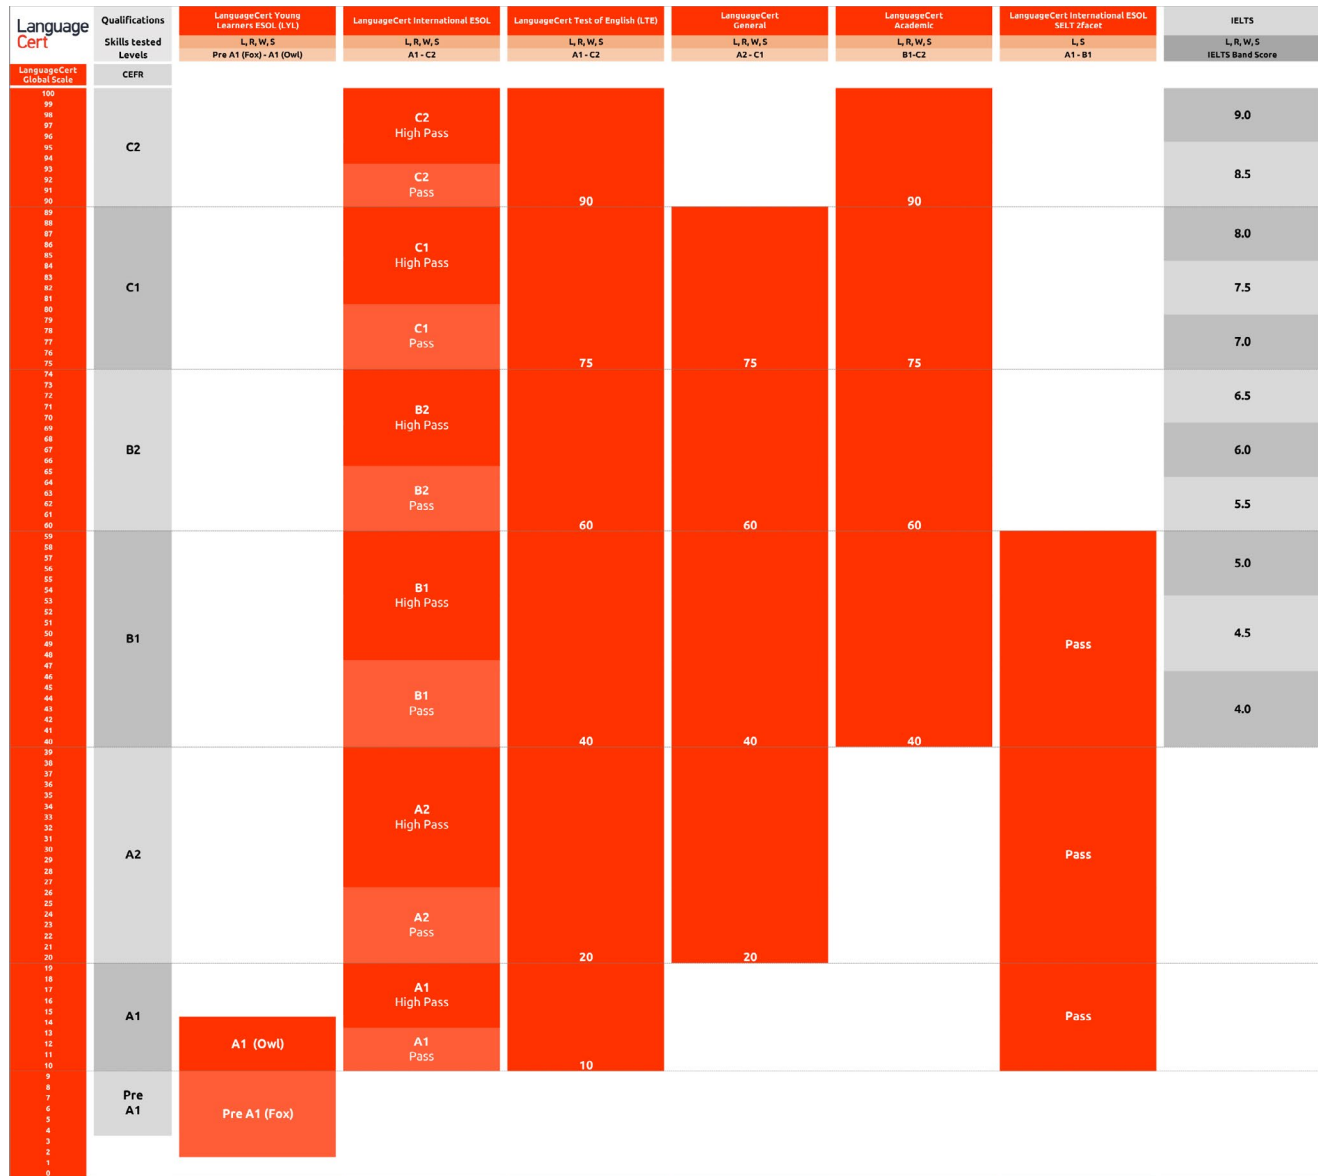 Language
Cert
Qualifications
Skills tested
Levels
LanguageCert Young
Learners ESOL (LYL)
L, R, W, S
Pre A1 (Fox) - A1 (Owl)
LanguageCert International ESOL
L, R, W, S
A1 - C2
LanguageCert Test of English (LTE)
L, R, W, S
A1 - C2
LanguageCert
General
L, R, W, S
A2 - C1
LanguageCert
Academic
L, R, W, S
B1-C2
LanguageCert International ESOL
SELT 2facet
L, S
A1 - B1
IELTS
L, R, W, S
IELTS Band Score
LanguageCert
Global Scale
CEFR
100
99
98
97
96
95
94
93
92
91
90
89
88
87
86
85
84
83
82
81
80
79
78
77
76
75
74
73
72
71
70
69
68
67
66
65
64
63
62
61
60
59
58
57
56
55
54
53
52
51
50
49
48
47
46
45
44
43
42
41
40
39
38
37
36
35
34
33
32
31
30
29
28
27
26
25
24
23
22
21
20
19
18
17
16
15
14
13
12
11
10
9
8
7
6
5
4
3
2
1
0
C2
C1
B2
B1
A2
A1
Pre
A1
A1 (Owl)
Pre A1 (Fox)
C2
High Pass
C2
Pass
C1
High Pass
C1
Pass
B2
High Pass
B2
Pass
B1
High Pass
B1
Pass
A2
High Pass
A2
Pass
A1
High Pass
A1
Pass
90
75
60
40
20
10
75
60
40
20
90
75
60
40
Pass
Pass
Pass
9.0
8.5
8.0
7.5
7.0
6.5
6.0
5.5
5.0
4.5
4.0